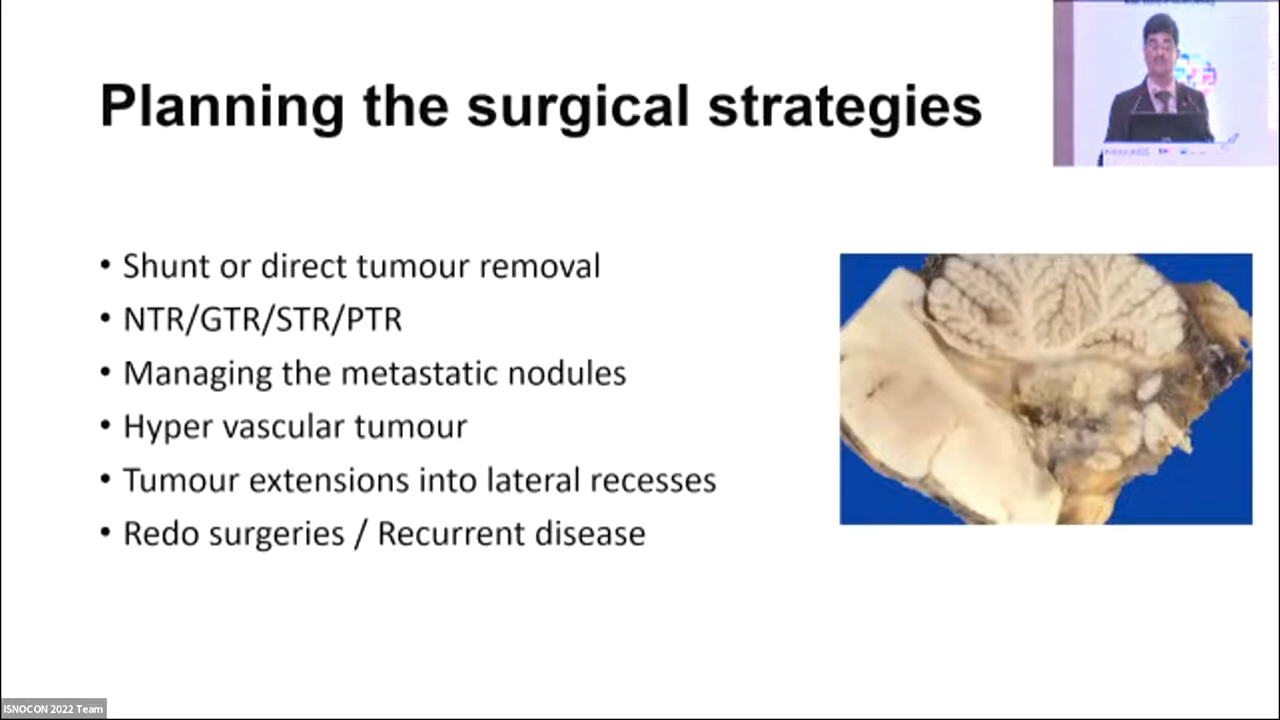 Planning the surgical strategies
• Shunt or direct tumour removal
• NTR/GTR/STR/PTR
• Managing the metastatic nodules
• Hyper vascular tumour
• Tumour extensions into lateral recesses
• Redo surgeries / Recurrent disease
ISNOCON 2022 Team